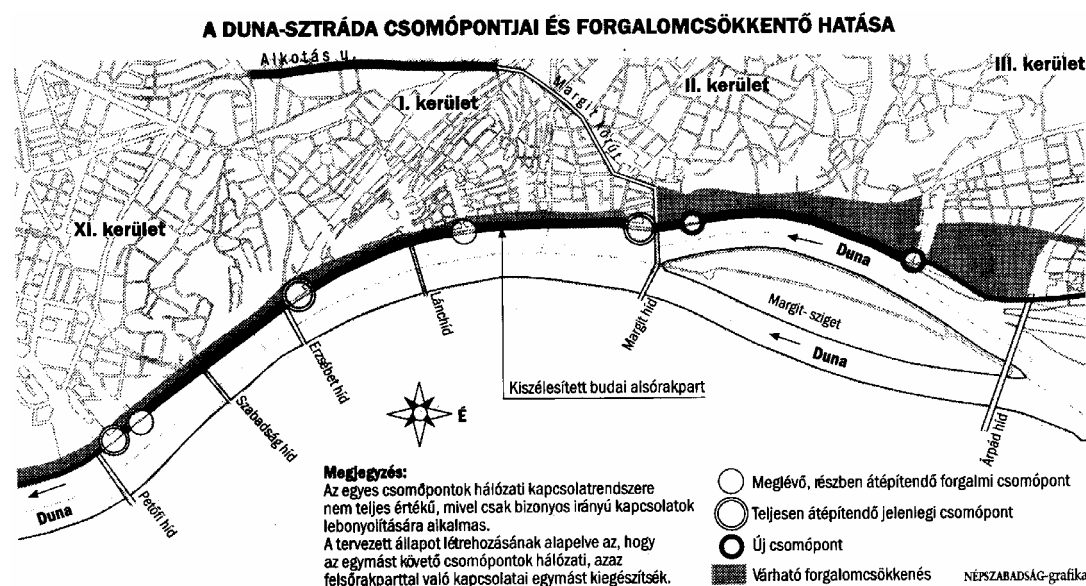 A DUNA-SZTRÁDA CSOMÓPONTJAI ÉS FORGALOMCSÖKKENTŐ HATÁSA
Alkotás u.
I. kerület
Margit körút
II. kerület
III. kerület
XI. kerület
Duna
Lánchíd
Margit híd
Margit-sziget
Duna
Erzsébet híd
Kiszélesített budai alsórakpart
Szabadság híd
É
Árpád híd
Petőfi híd
Duna
Megjegyzés:
Az egyes csomópontok hálózati kapcsolatrendszere
nem teljes értékű, mivel csak bizonyos irányú kapcsolatok
lebonyolítására alkalmas.
A tervezett állapot létrehozásának alapelve az, hogy
az egymást követő csomópontok hálózati, azaz
felsőrakparttal való kapcsolatai egymást kiegészítsék.
Meglévő, részben átépítendő forgalmi csomópont
Teljesen átépítendő jelenlegi csomópont
Új csomópont
Várható forgalomcsökkenés
NÉPSZABADSÁG-grafika